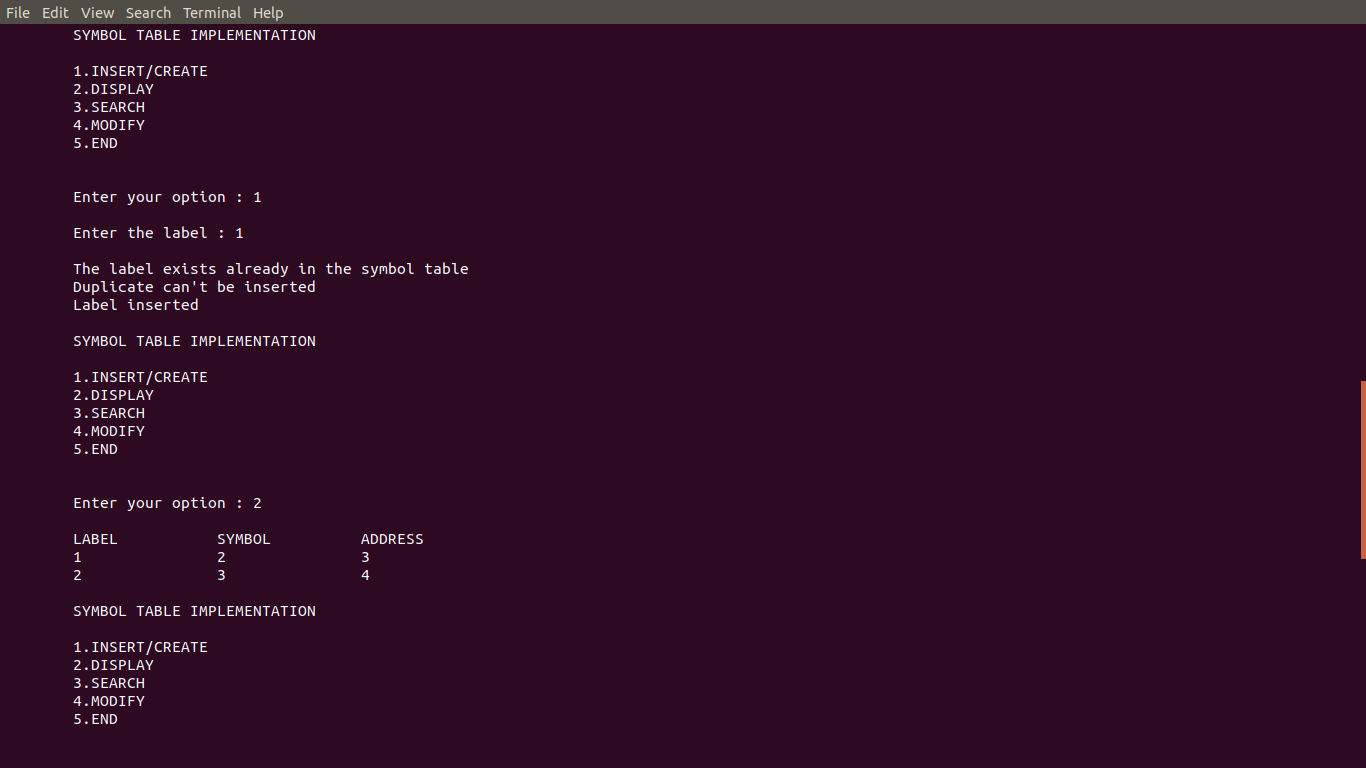 File Edit View Search Terminal Help
SYMBOL TABLE IMPLEMENTATION
1.INSERT/CREATE
2.DISPLAY
3.SEARCH
4.MODIFY
5.END
Enter your option : 1
Enter the label : 1
The label exists already in the symbol table
Duplicate can't be inserted
Label inserted
SYMBOL TABLE IMPLEMENTATION
1.INSERT/CREATE
2.DISPLAY
3.SEARCH
4.MODIFY
5.END
Enter your option : 2
LABEL SYMBOL ADDRESS
1 2 3
2 3 4
SYMBOL TABLE IMPLEMENTATION
1.INSERT/CREATE
2.DISPLAY
3.SEARCH
4.MODIFY
5.END